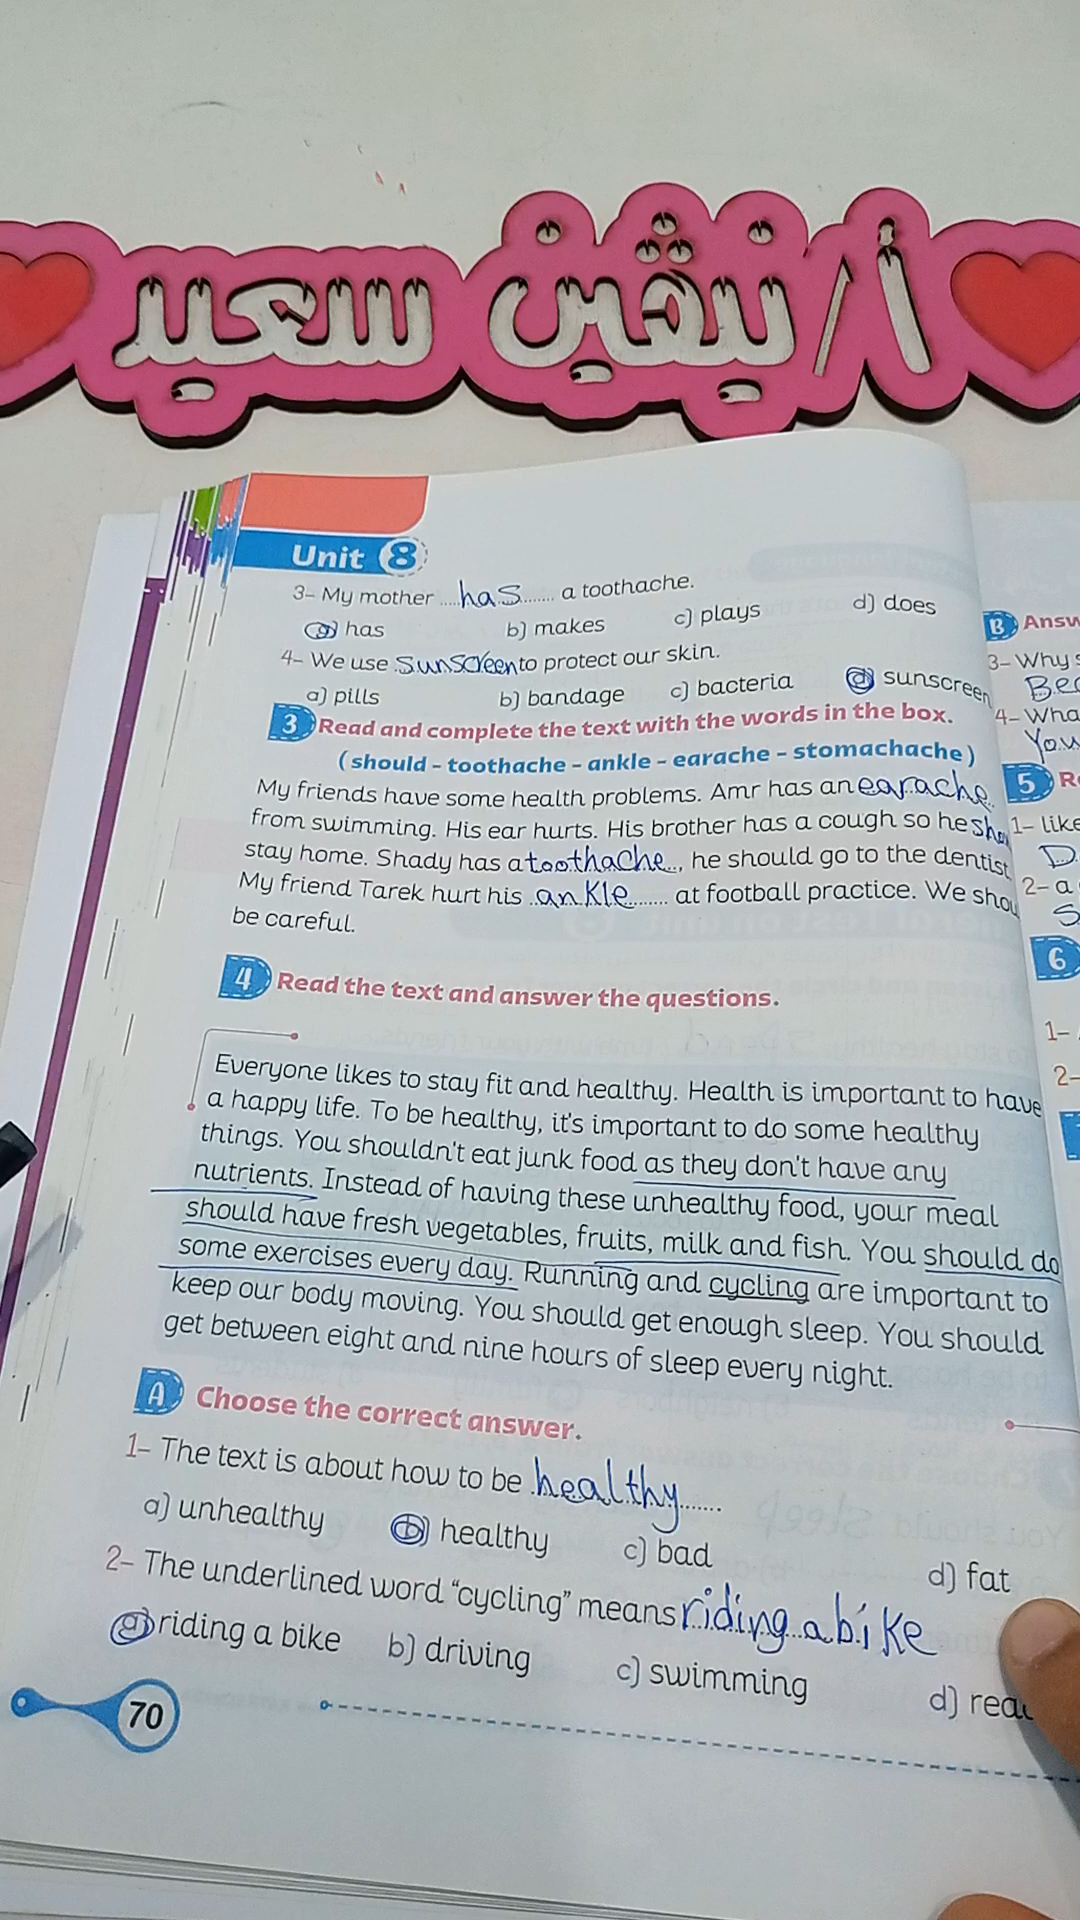 أ/ نيڤين سعيد
Unit 8
3- My mother ....has....... a toothache.
a) has b) makes c) plays d) does
4- We use sunscreen to protect our skin.
a) pills b) bandage c) bacteria d) sunscreen
3 Read and complete the text with the words in the box.
(should - toothache - ankle - earache - stomachache)
My friends have some health problems. Amr has an earache
from swimming. His ear hurts. His brother has a cough so he
stay home. Shady has a toothache.., he should go to the dentist
My friend Tarek hurt his .ankle........ at football practice. We
be careful.
4 Read the text and answer the questions.
Everyone likes to stay fit and healthy. Health is important to have
a happy life. To be healthy, it's important to do some healthy
things. You shouldn't eat junk food as they don't have any
nutrients. Instead of having these unhealthy food, your meal
should have fresh vegetables, fruits, milk and fish. You should do
some exercises every day. Running and cycling are important to
keep our body moving. You should get enough sleep. You should
get between eight and nine hours of sleep every night.
A Choose the correct answer.
1- The text is about how to be .healthy......
a) unhealthy b) healthy c) bad d) fat
2- The underlined word “cycling” means riding a bike
a) riding a bike b) driving c) swimming d)
70
B
3- Why
4-
You
5
1- like
D
2- a
S
6
1-
2-